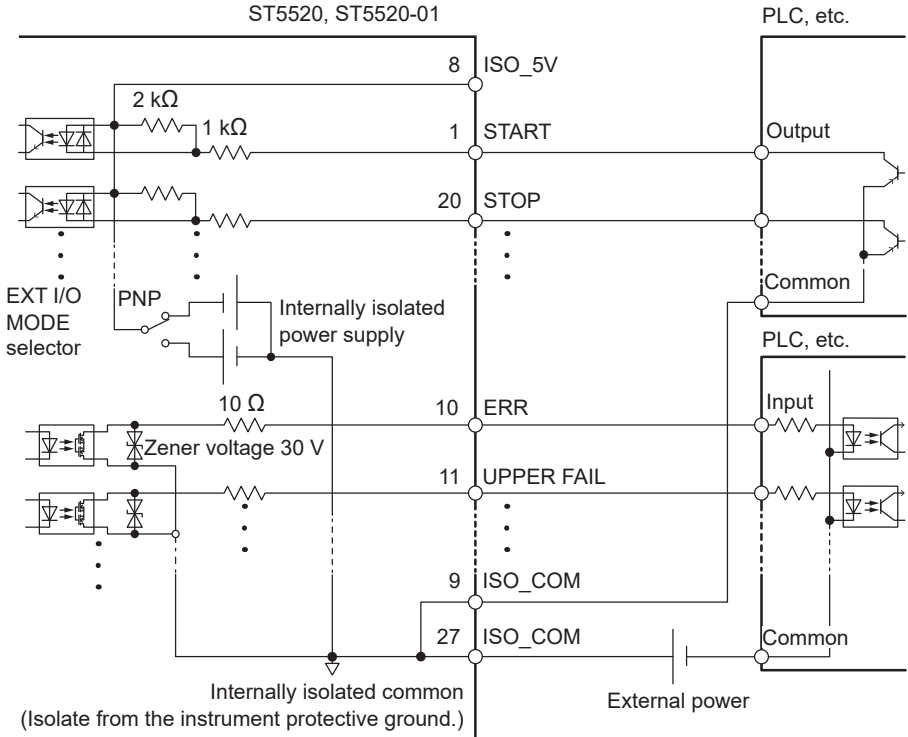 ST5520, ST5520-01
PLC, etc.
8 ISO_5V
2 kΩ
1 kΩ
1 START
Output
20 STOP
EXT I/O
MODE
selector
PNP
Internally isolated
power supply
Common
PLC, etc.
10 Ω
10 ERR
Input
Zener voltage 30 V
11 UPPER FAIL
9 ISO_COM
27 ISO_COM
Common
Internally isolated common
(Isolate from the instrument protective ground.)
External power